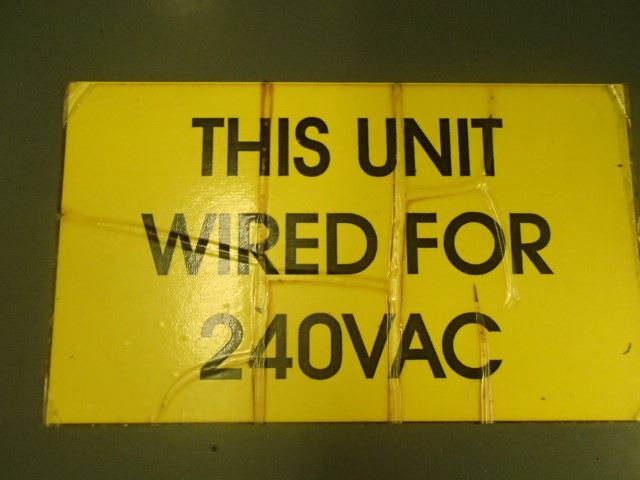 THIS UNIT
WIRED FOR
240VAC